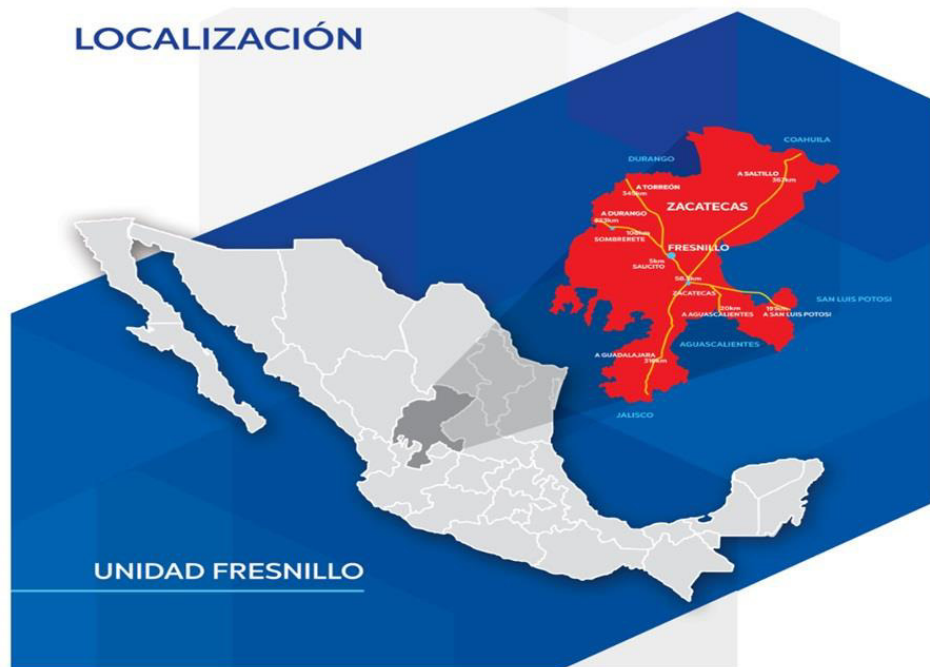 LOCALIZACIÓN
COAHUILA
DURANGO
A SALTILLO
A TORREÓN
ZACATECAS
A DURANGO
SOMBRERETE
FRESNILLO
5km
SAUCITO
ZACATECAS
SAN LUIS POTOSI
A AGUASCALIENTES
A SAN LUIS POTOSI
AGUASCALIENTES
A GUADALAJARA
JALISCO
UNIDAD FRESNILLO